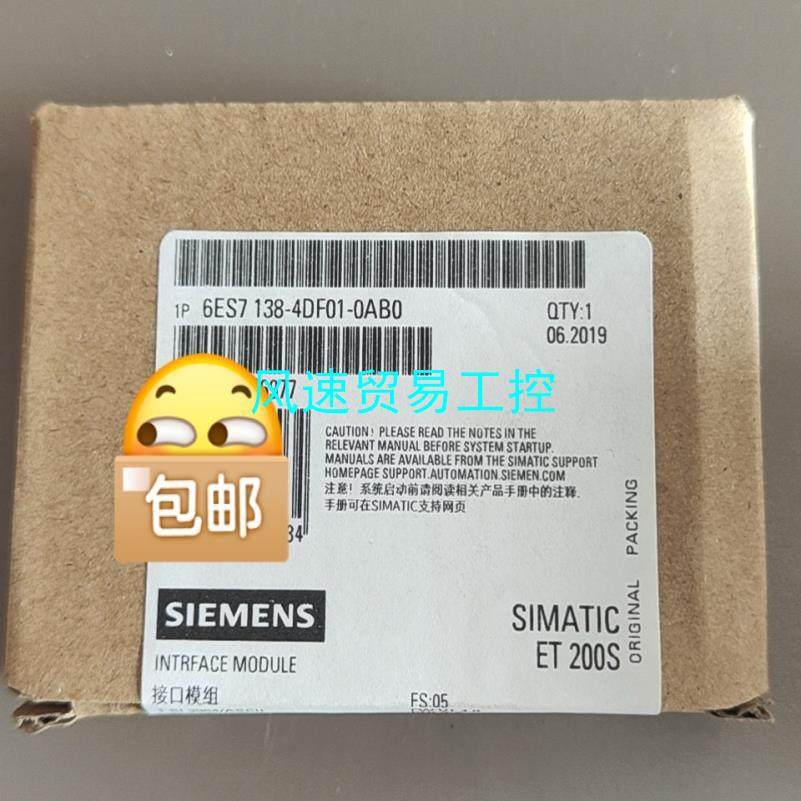 1P 6ES7 138-4DF01-0AB0
QTY:1
06.2019
6877
风速贸易工控
CAUTION! PLEASE READ THE NOTES IN THE
RELEVANT MANUAL BEFORE SYSTEM STARTUP.
MANUALS ARE AVAILABLE FROM THE SIMATIC SUPPORT
HOMEPAGE SUPPORT.AUTOMATION.SIEMEN.COM
注意! 系统启动前请阅读相关产品手册中的注释.
手册可在SIMATIC支持网页
包邮
34
ORIGINAL PACKING
SIEMENS
SIMATIC
ET 200S
INTRFACE MODULE
接口模组
FS:05